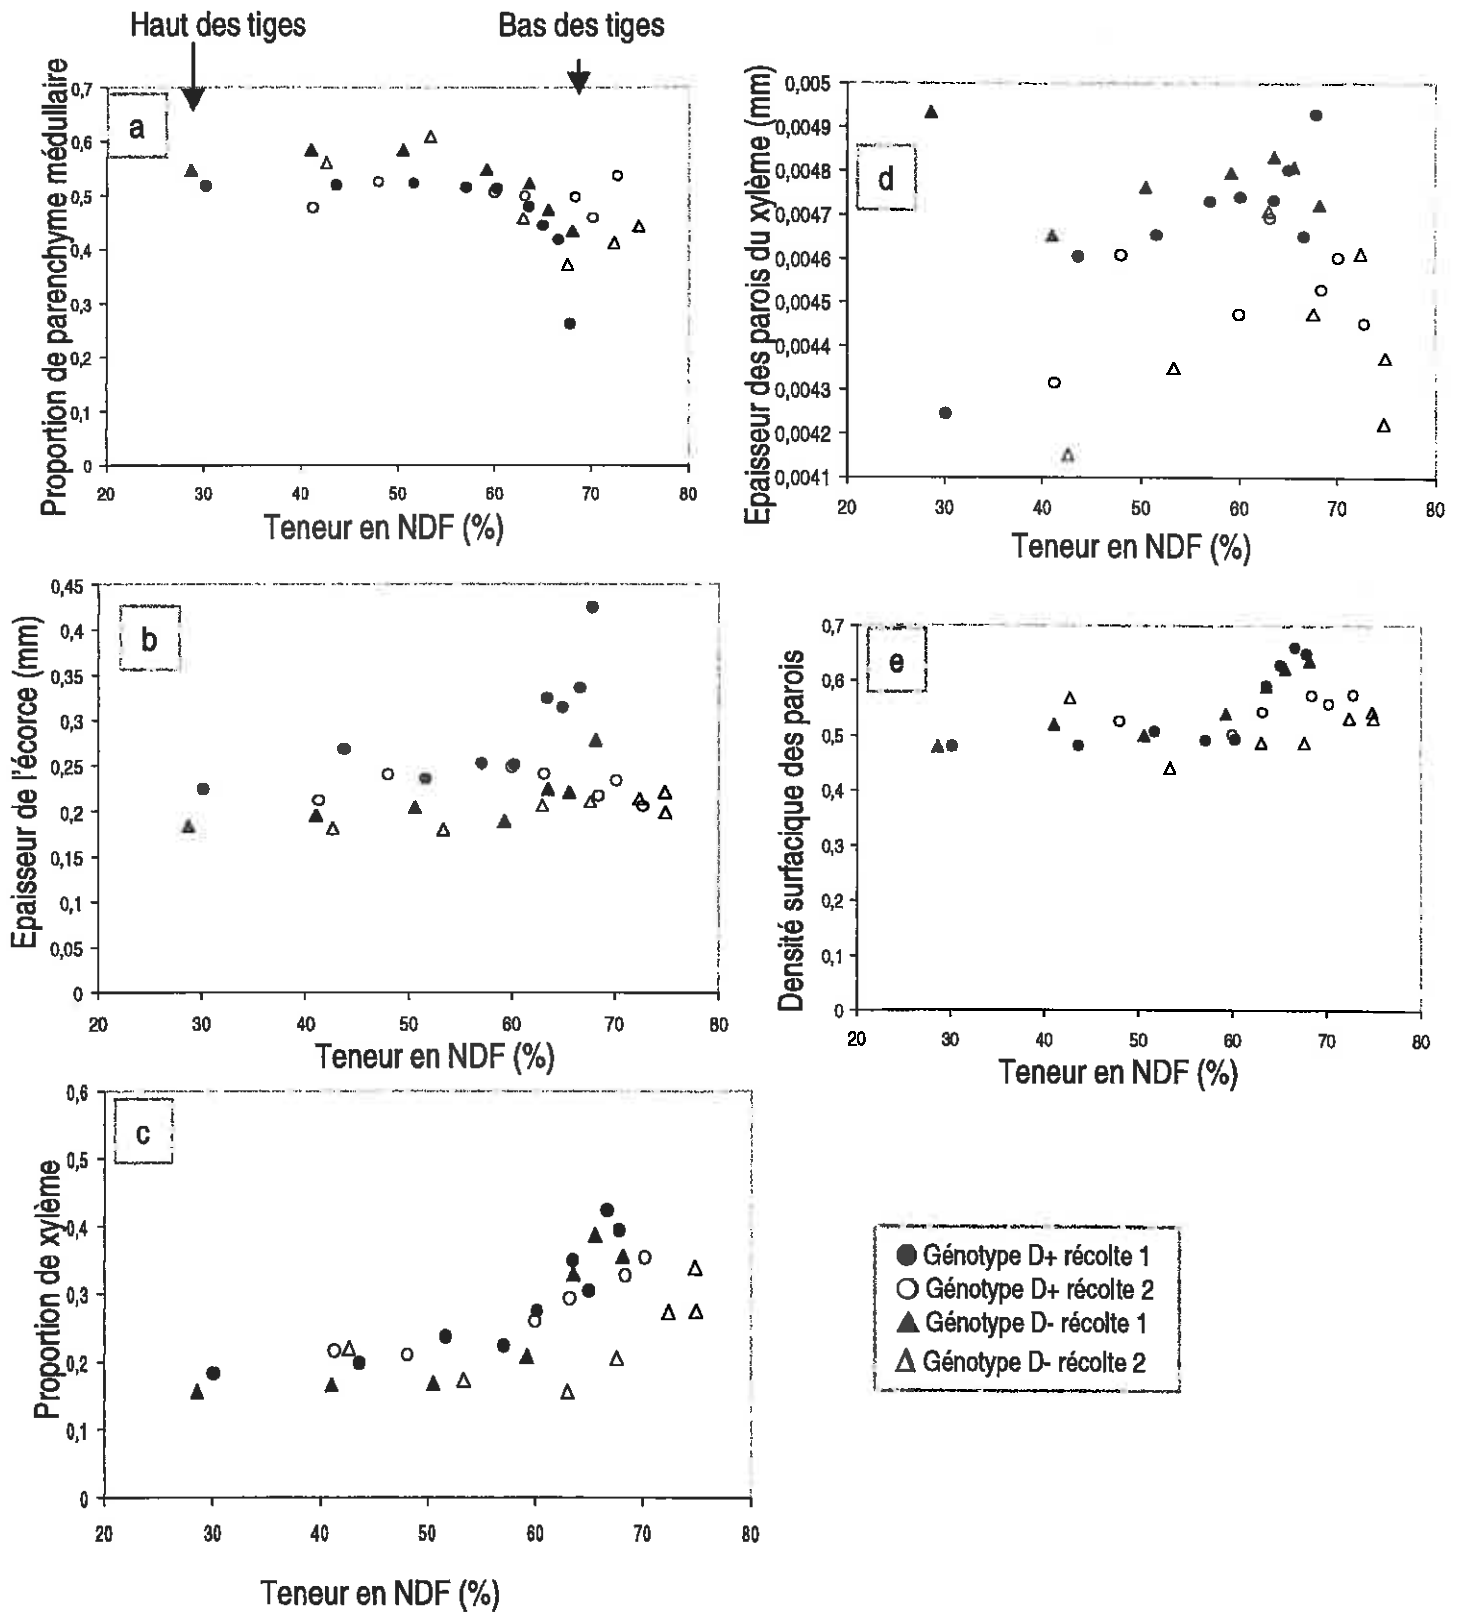 Haut des tiges
Bas des tiges
a
Proportion de parenchyme médullaire
0,7
0,6
0,5
0,4
0,3
0,2
0,1
0
20 30 40 50 60 70 80
Teneur en NDF (%)
d
Epaisseur des parois du xylème (mm)
0,005
0,0049
0,0048
0,0047
0,0046
0,0045
0,0044
0,0043
0,0042
0,0041
20 30 40 50 60 70 80
Teneur en NDF (%)
b
Epaisseur de l'écorce (mm)
0,45
0,4
0,35
0,3
0,25
0,2
0,15
0,1
0,05
0
20 30 40 50 60 70 80
Teneur en NDF (%)
e
Densité surfacique des parois
0,7
0,6
0,5
0,4
0,3
0,2
0,1
0
20 30 40 50 60 70 80
Teneur en NDF (%)
c
Proportion de xylème
0,6
0,5
0,4
0,3
0,2
0,1
0
20 30 40 50 60 70 80
Teneur en NDF (%)
Génotype D+ récolte 1
Génotype D+ récolte 2
Génotype D- récolte 1
Génotype D- récolte 2